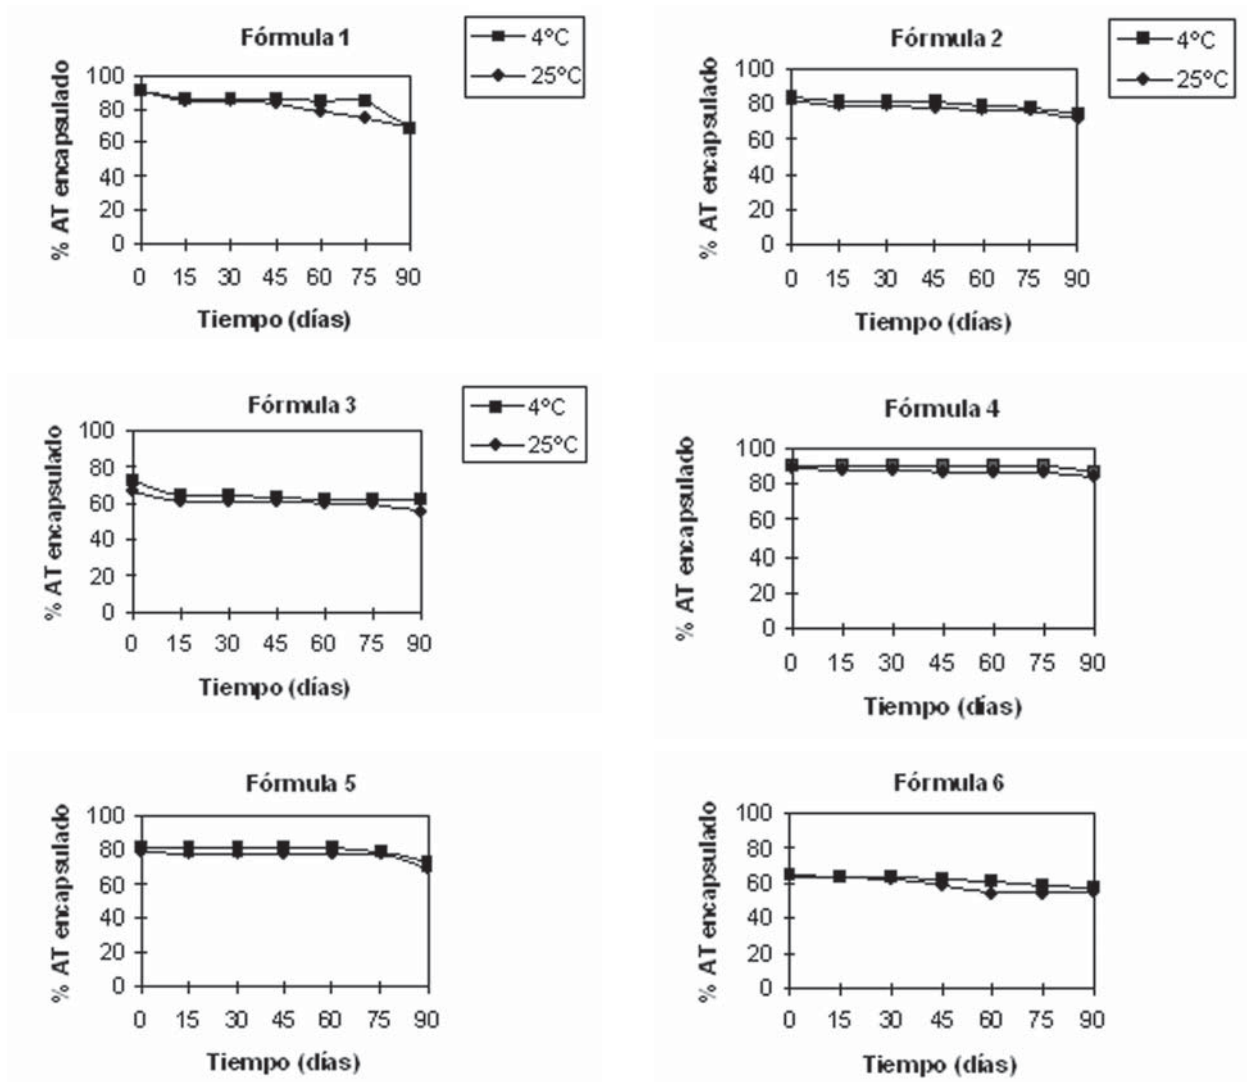 Fórmula 1
4°C
25°C
% AT encapsulado
100
80
60
40
20
0
0 15 30 45 60 75 90
Tiempo (días)
Fórmula 2
4°C
25°C
% AT encapsulado
100
80
60
40
20
0
0 15 30 45 60 75 90
Tiempo (días)
Fórmula 3
4°C
25°C
% AT encapsulado
100
80
60
40
20
0
0 15 30 45 60 75 90
Tiempo (días)
Fórmula 4
% AT encapsulado
100
80
60
40
20
0
0 15 30 45 60 75 90
Tiempo (días)
Fórmula 5
% AT encapsulado
100
80
60
40
20
0
0 15 30 45 60 75 90
Tiempo (días)
Fórmula 6
% AT encapsulado
100
80
60
40
20
0
0 15 30 45 60 75 90
Tiempo (días)